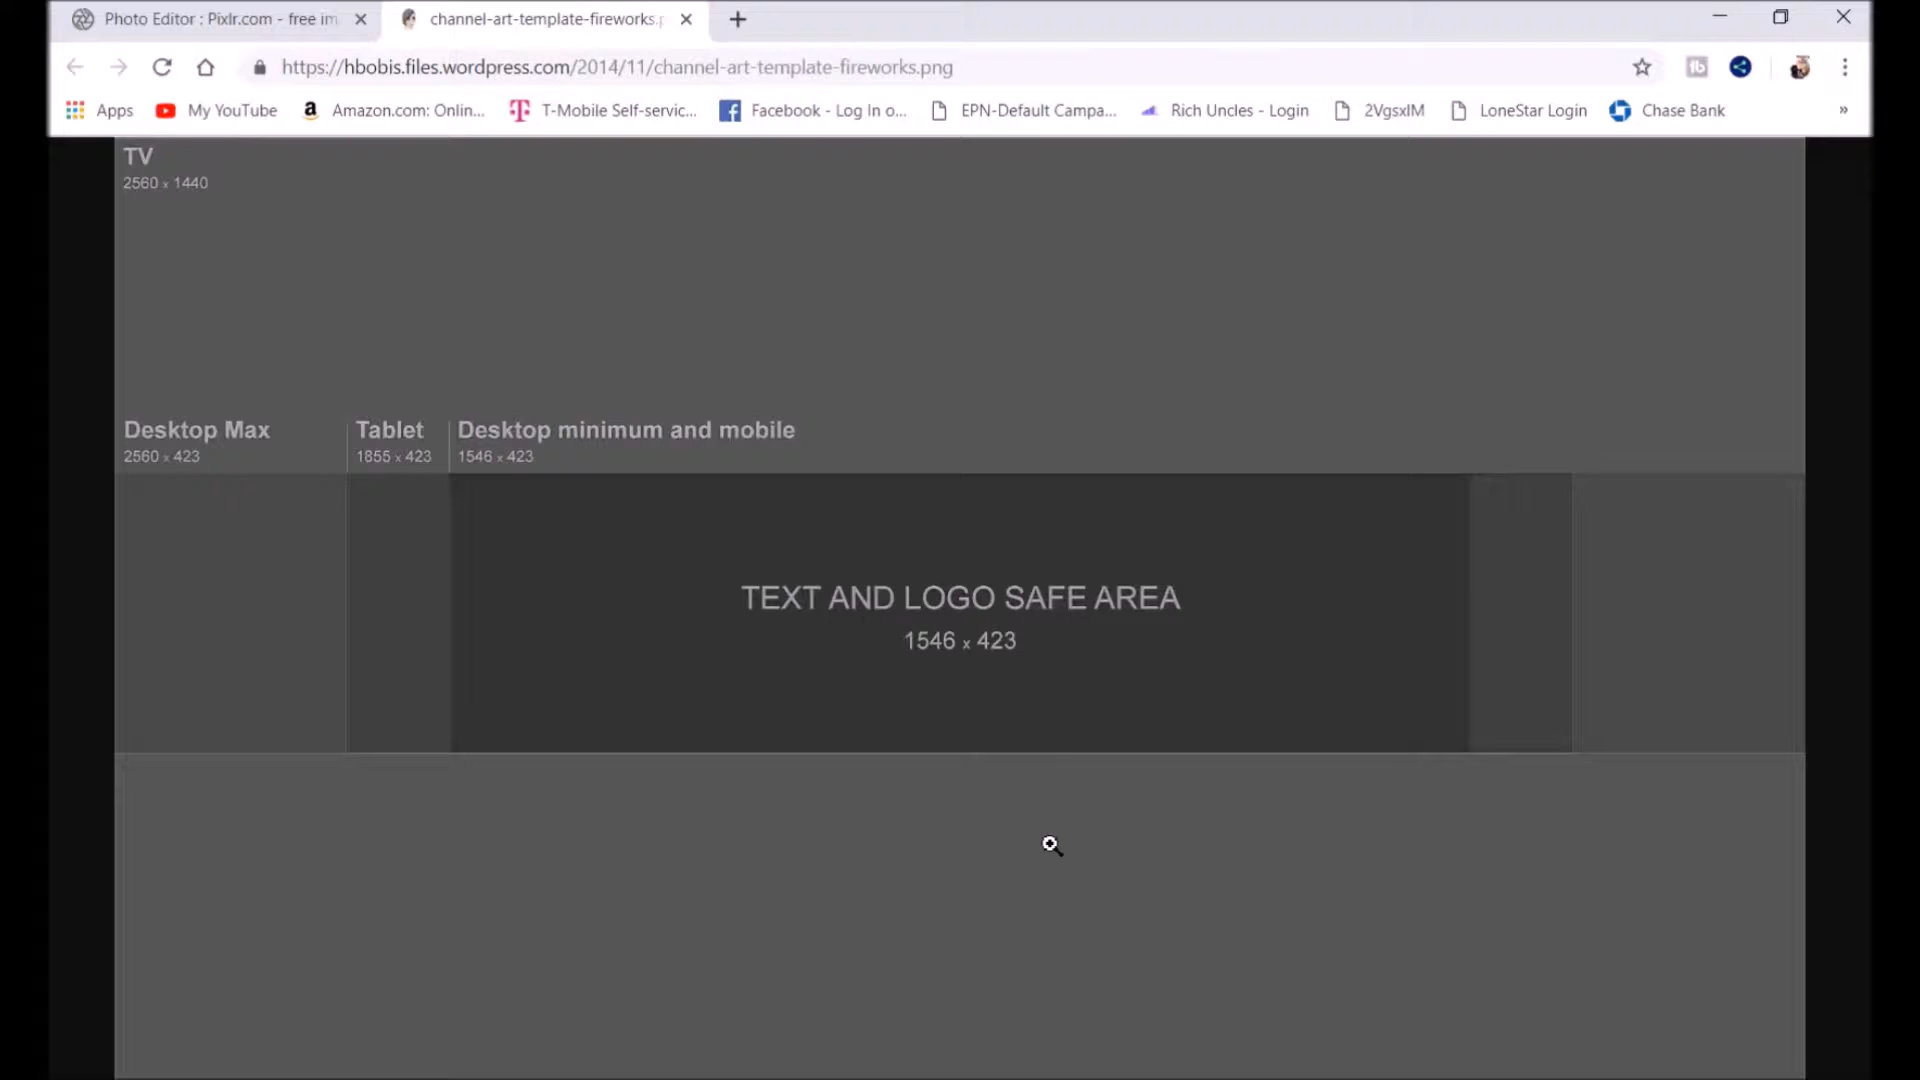 Photo Editor : Pixlr.com - free im
channel-art-template-fireworks.p
https://hbobis.files.wordpress.com/2014/11/channel-art-template-fireworks.png
Apps My YouTube Amazon.com: Onlin... T-Mobile Self-servic... Facebook - Log In o... EPN-Default Campa... Rich Uncles - Login 2VgsxIM LoneStar Login Chase Bank »
TV
2560 x 1440
Desktop Max Tablet Desktop minimum and mobile
2560 x 423 1855 x 423 1546 x 423
TEXT AND LOGO SAFE AREA
1546 x 423